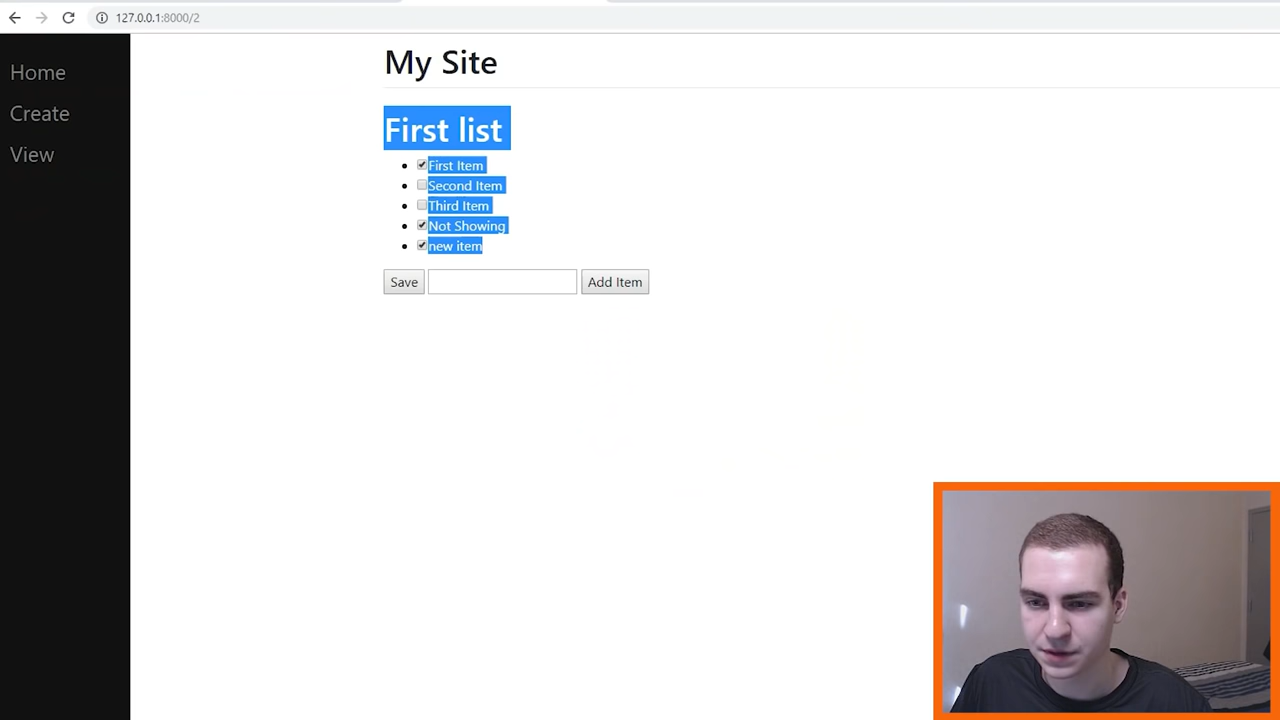 127.0.0.1:8000/2
Home
Create
View
My Site
First list
First Item
Second Item
Third Item
Not Showing
new item
Save
Add Item